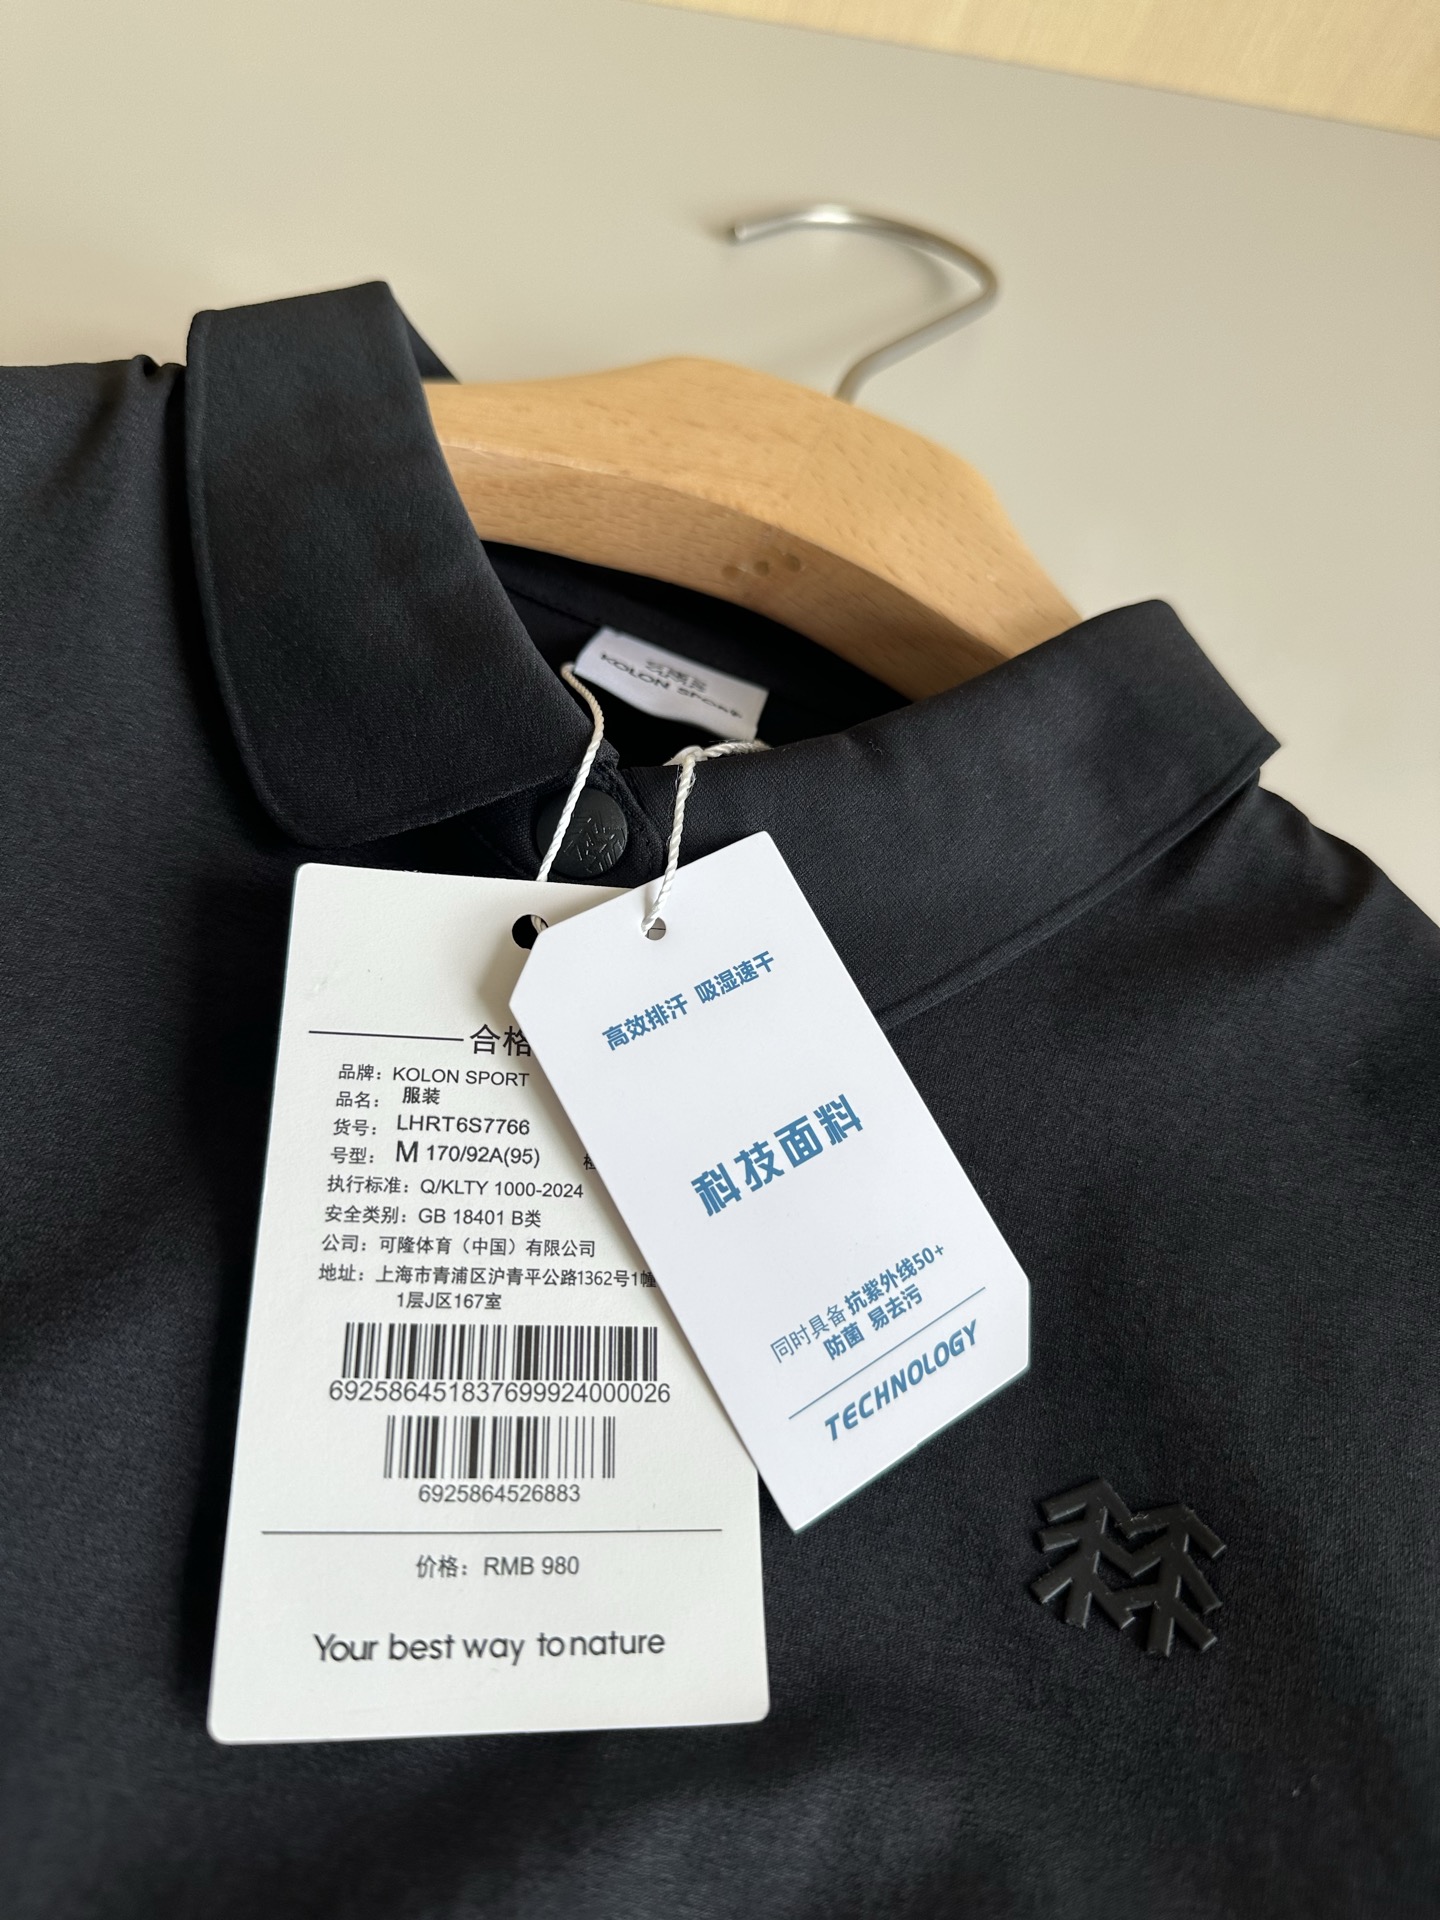 KOLON SPORT
合格
品牌：KOLON SPORT
品名： 服装
货号： LHRT6S7766
号型： M 170/92A(95)
执行标准：Q/KLTY 1000-2024
安全类别：GB 18401 B类
公司：可隆体育（中国）有限公司
地址：上海市青浦区沪青平公路1362号1幢
1层J区167室
692586451837699924000026
6925864526883
价格：RMB 980
Your best way to nature
高效排汗 吸湿速干
科技面料
同时具备抗紫外线50+
防菌 易去污
TECHNOLOGY